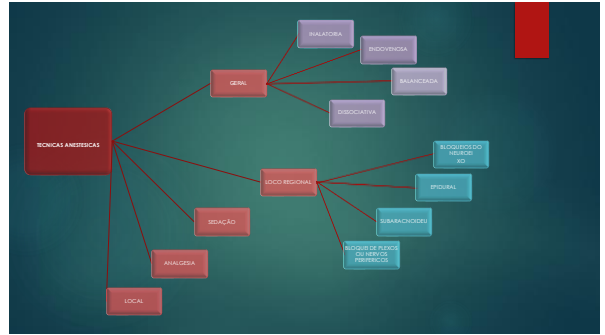 TECNICAS ANESTESICAS
GERAL
INALATORIA
ENDOVENOSA
BALANCEADA
DISSOCIATIVA
LOCO REGIONAL
BLOQUEIOS DO
NEUROEI
XO
EPIDURAL
SUBARACNOIDEU
BLOQUEI DE PLEXOS
OU NERVOS
PERIFERICOS
SEDAÇÃO
ANALGESIA
LOCAL